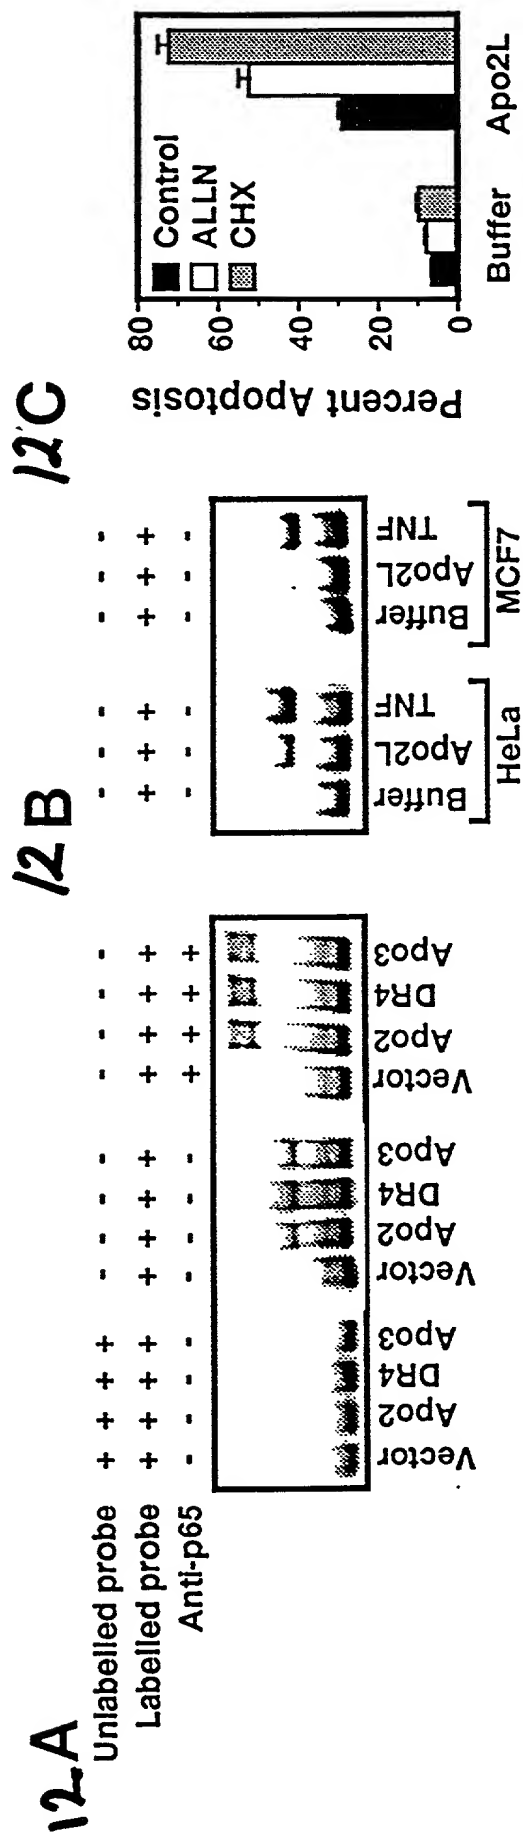 12A
Unlabelled probe + + + + - - - - - - - -
Labelled probe + + + + + + + + + + + +
Anti-p65 - - - - - - - - + + + +
Vector Apo2 DR4 Apo3 Vector Apo2 DR4 Apo3 Vector Apo2 DR4 Apo3
12B
- - - - - -
+ + + + + +
- - - - - -
Buffer Apo2L TNF Buffer Apo2L TNF
HeLa MCF7
12C
Percent Apoptosis
80
60
40
20
0
Control
ALLN
CHX
Buffer Apo2L